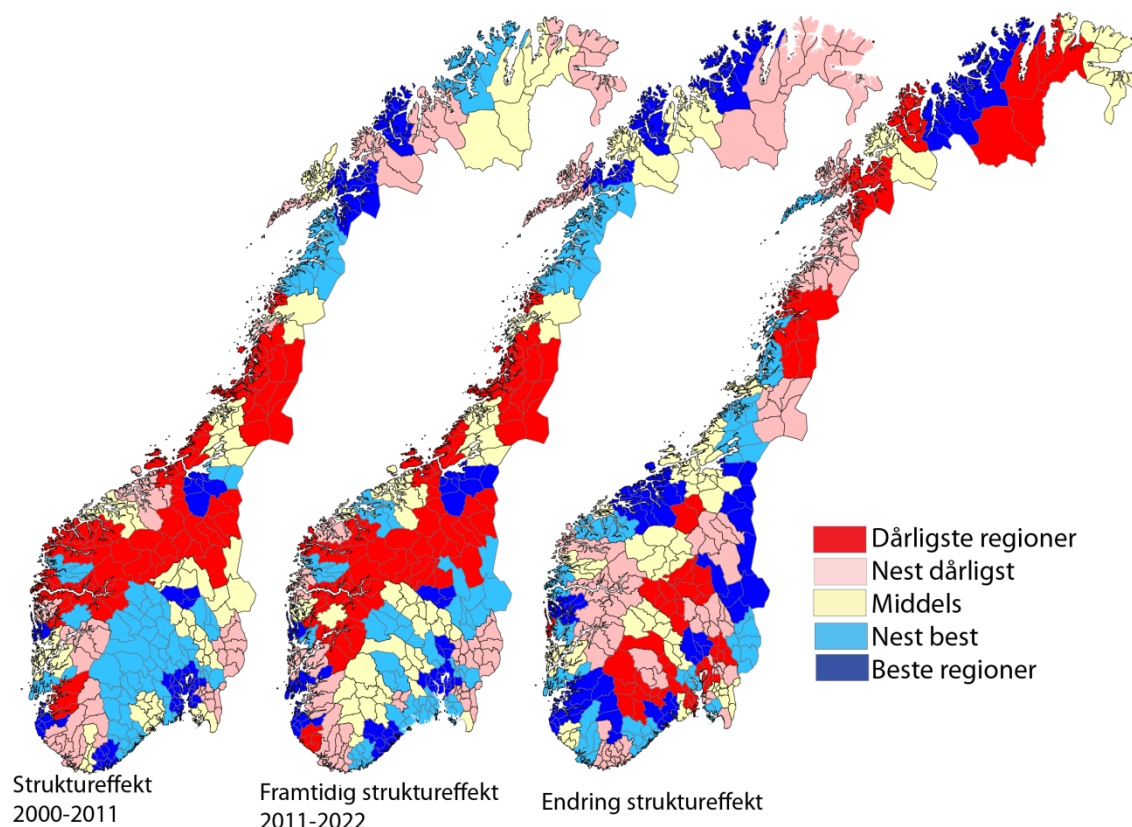 Dårligste regioner
Nest dårligst
Middels
Nest best
Beste regioner
Struktureffekt
2000-2011
Framtidig struktureffekt
2011-2022
Endring struktureffekt